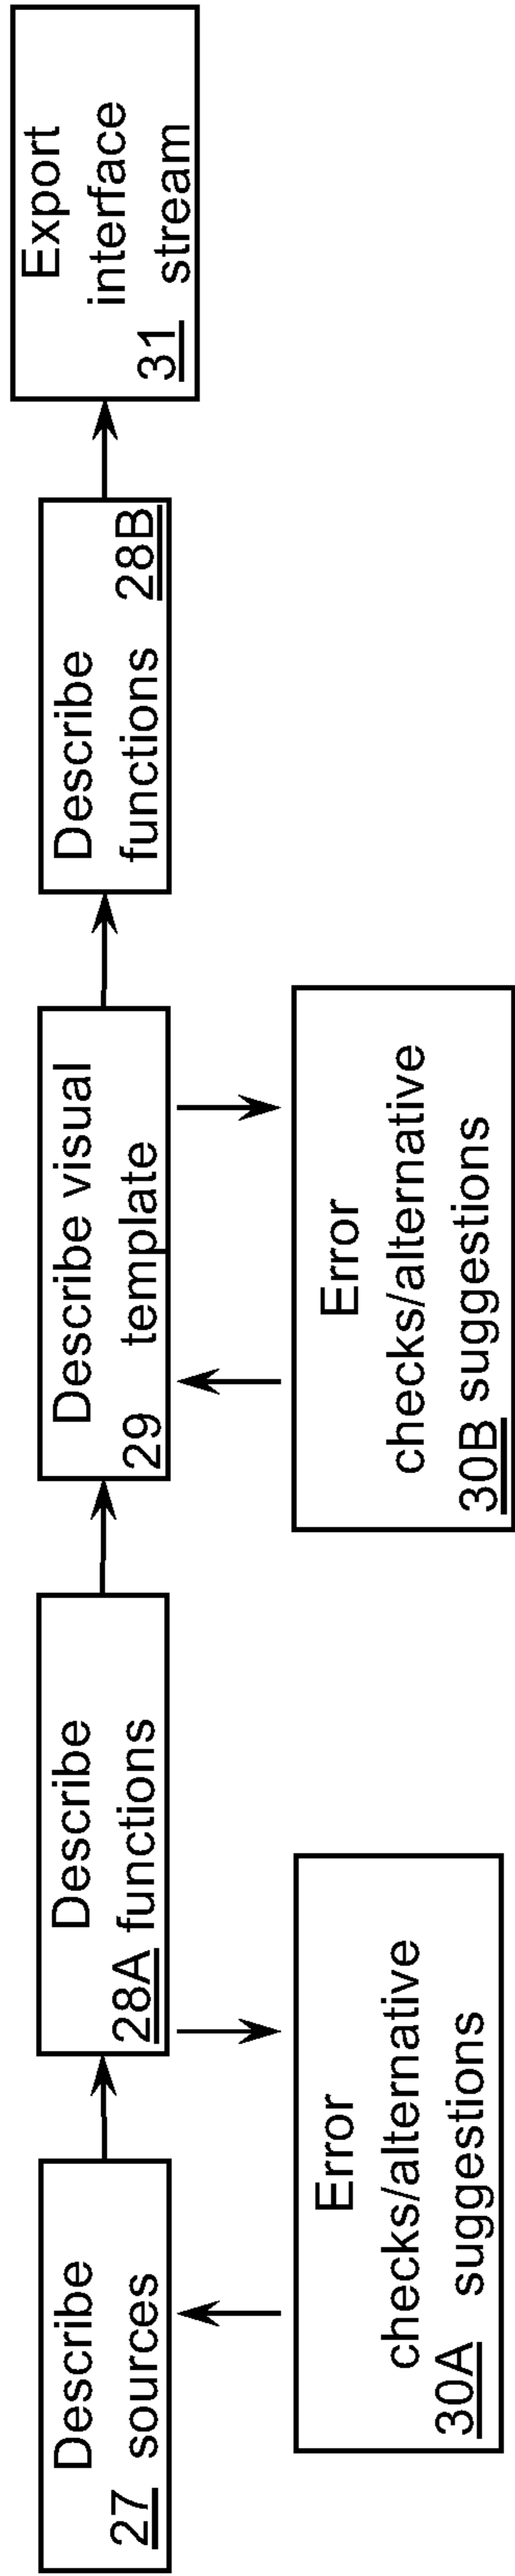 Describe
27 sources
Describe
28A functions
Describe visual
29 template
Describe
functions 28B
Export
interface
31 stream
Error
checks/alternative
30A suggestions
Error
checks/alternative
30B suggestions